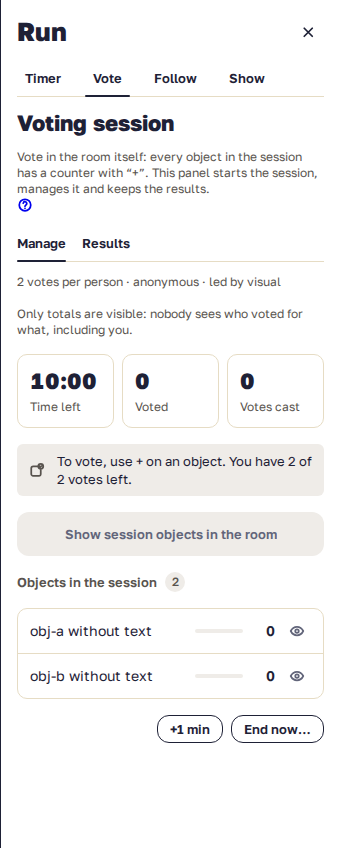 Run
Timer Vote Follow Show
Voting session
Vote in the room itself: every object in the session
has a counter with “+”. This panel starts the session,
manages it and keeps the results.
Manage Results
2 votes per person · anonymous · led by visual
Only totals are visible: nobody sees who voted for
what, including you.
10:00 0 0
Time left Voted Votes cast
To vote, use + on an object. You have 2 of
2 votes left.
Show session objects in the room
Objects in the session 2
obj-a without text 0
obj-b without text 0
+1 min End now...